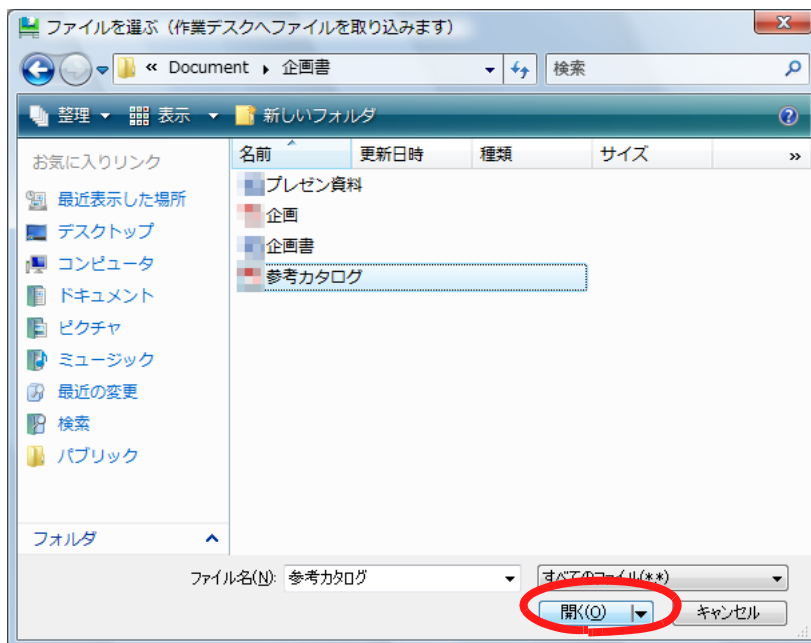 ファイルを選ぶ（作業デスクへファイルを取り込みます）
« Document 企画書 検索
整理 表示 新しいフォルダ
お気に入りリンク
最近表示した場所
デスクトップ
コンピュータ
ドキュメント
ピクチャ
ミュージック
最近の変更
検索
パブリック
フォルダ
名前 更新日時 種類 サイズ »
プレゼン資料
企画
企画書
参考カタログ
ファイル名(N): 参考カタログ すべてのファイル(*.*)
開く(O) キャンセル